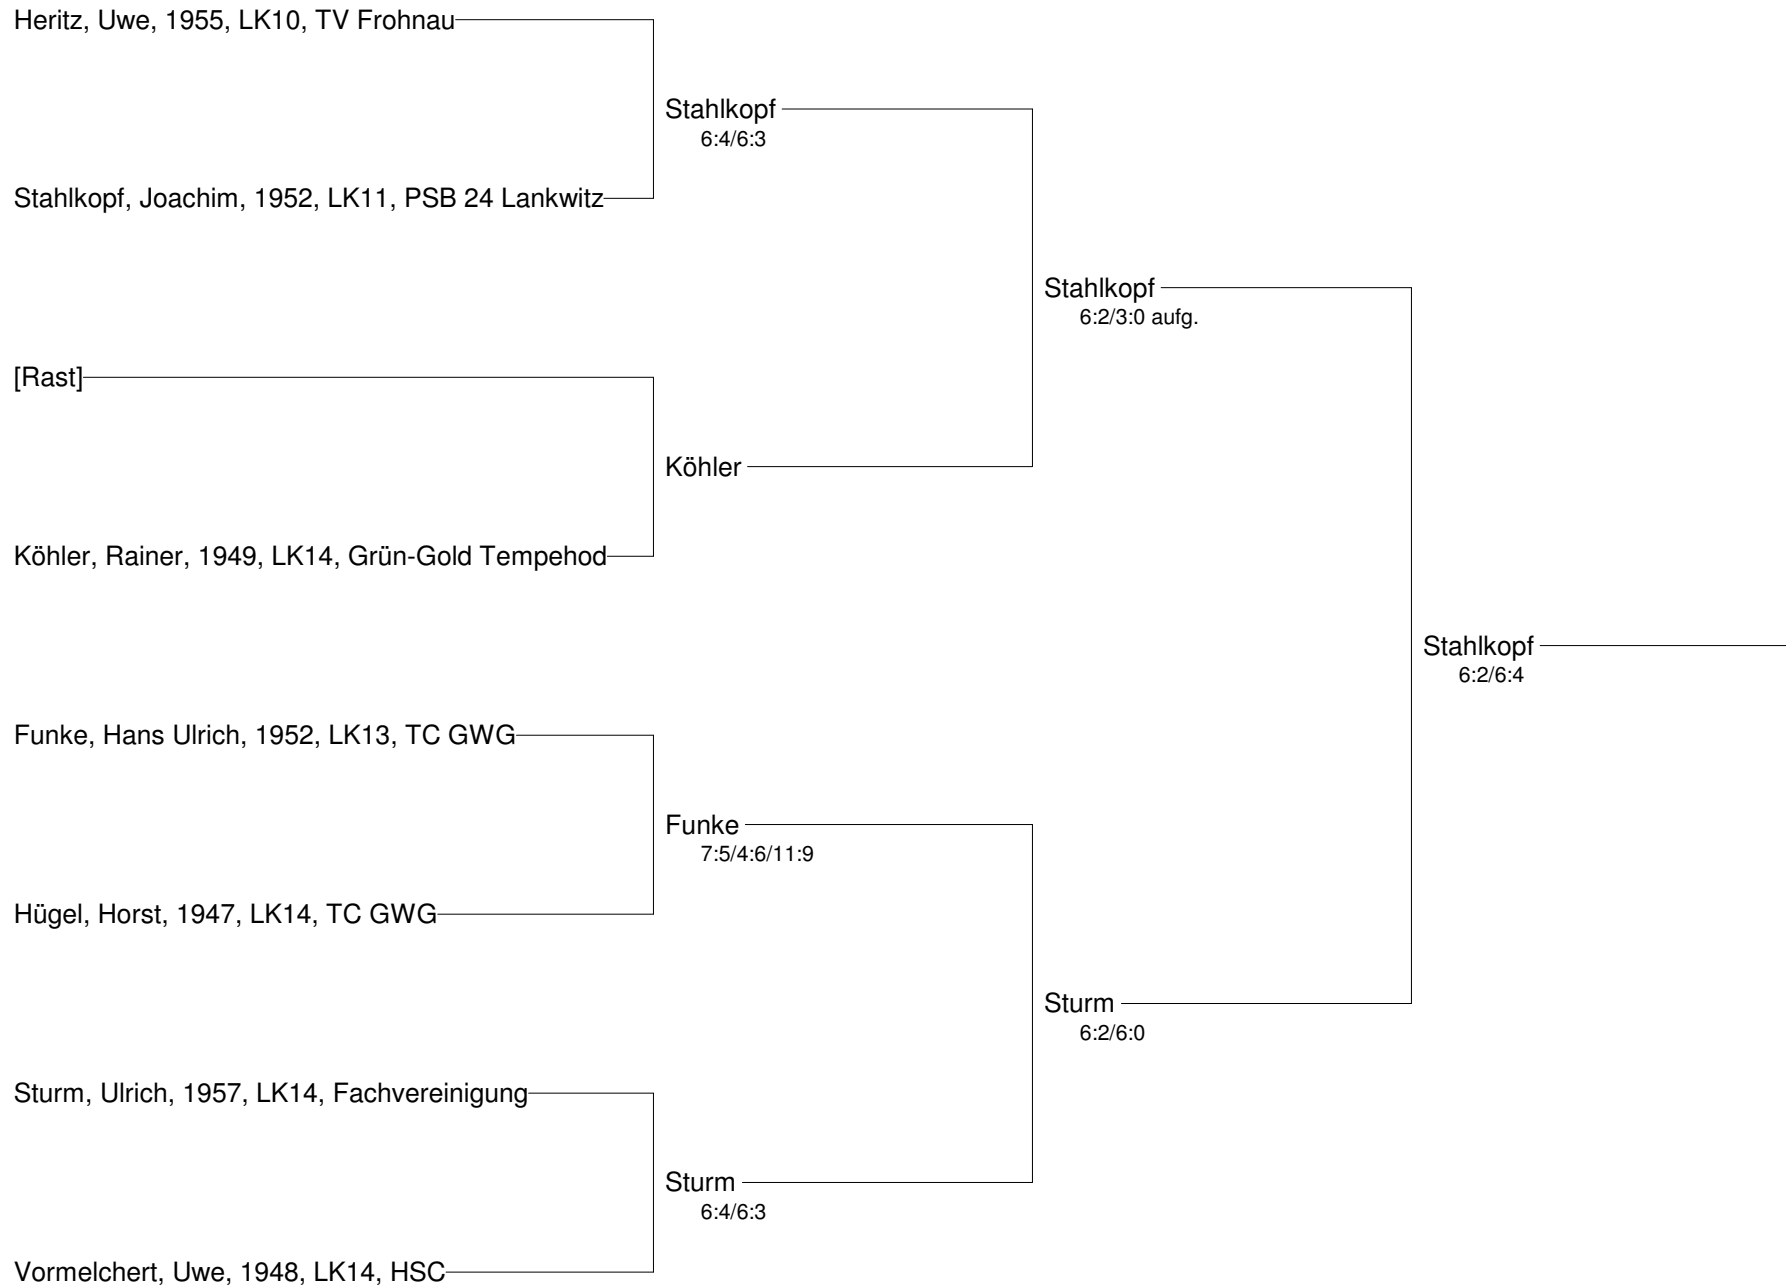 Heritz, Uwe, 1955, LK10, TV Frohnau
Stahlkopf
6:4/6:3
Stahlkopf, Joachim, 1952, LK11, PSB 24 Lankwitz
Stahlkopf
6:2/3:0 aufg.
[Rast]
Köhler
Köhler, Rainer, 1949, LK14, Grün-Gold Tempehod
Stahlkopf
6:2/6:4
Funke, Hans Ulrich, 1952, LK13, TC GWG
Funke
7:5/4:6/11:9
Hügel, Horst, 1947, LK14, TC GWG
Sturm
6:2/6:0
Sturm, Ulrich, 1957, LK14, Fachvereinigung
Sturm
6:4/6:3
Vormelchert, Uwe, 1948, LK14, HSC